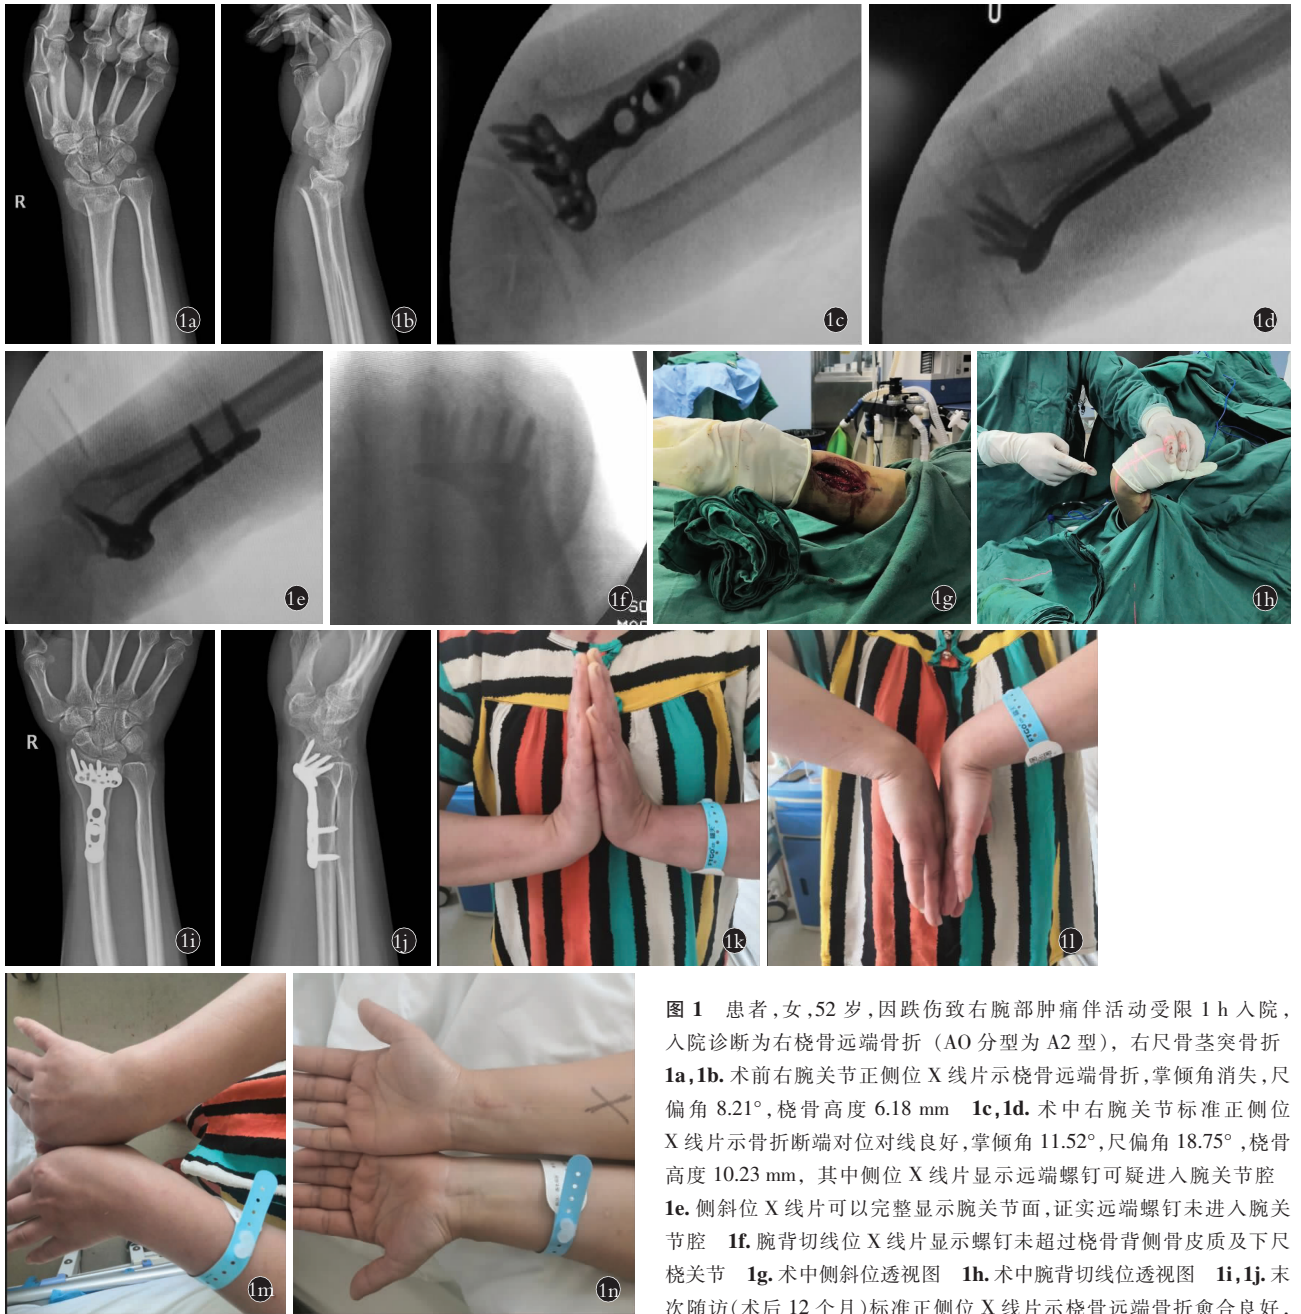 R
1a
1b
1c
1d
1e
1f
1g
1h
R
1i
1j
1k
1l
1m
1n
图 1 患者,女,52 岁,因跌伤致右腕部肿痛伴活动受限 1 h 入院,
入院诊断为右桡骨远端骨折 (AO 分型为 A2 型), 右尺骨茎突骨折
1a,1b. 术前右腕关节正侧位 X 线片示桡骨远端骨折,掌倾角消失,尺
偏角 8.21°,桡骨高度 6.18 mm 1c,1d. 术中右腕关节标准正侧位
X 线片示骨折断端对位对线良好,掌倾角 11.52°,尺偏角 18.75°,桡骨
高度 10.23 mm, 其中侧位 X 线片显示远端螺钉可疑进入腕关节腔
1e. 侧斜位 X 线片可以完整显示腕关节面,证实远端螺钉未进入腕关
节腔 1f. 腕背切线位 X 线片显示螺钉未超过桡骨背侧骨皮质及下尺
桡关节 1g. 术中侧斜位透视图 1h. 术中腕背切线位透视图 1i,1j. 末
次随访(术后 12 个月)标准正侧位 X 线片示桡骨远端骨折愈合良好,